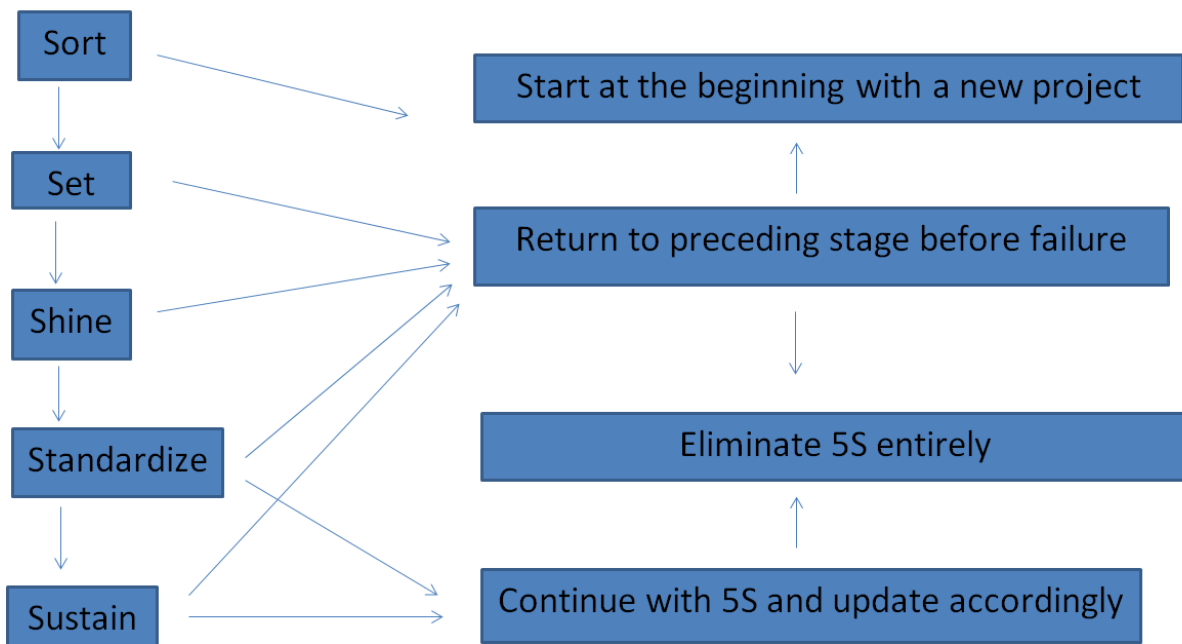 Sort
Set
Shine
Standardize
Sustain
Start at the beginning with a new project
Return to preceding stage before failure
Eliminate 5S entirely
Continue with 5S and update accordingly